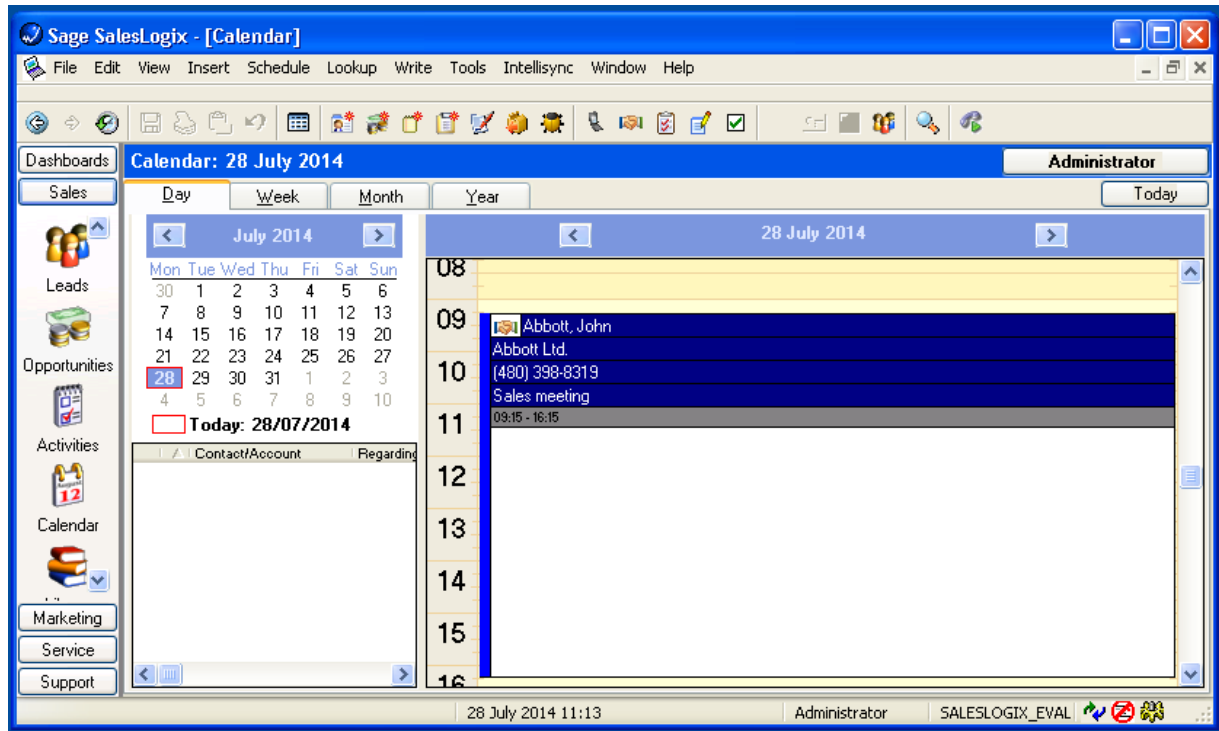 Sage SalesLogix - [Calendar]
File Edit View Insert Schedule Lookup Write Tools Intellisync Window Help
Dashboards
Calendar: 28 July 2014
Administrator
Sales
Day
Week
Month
Year
Today
Leads
Opportunities
Activities
August
12
Calendar
Marketing
Service
Support
July 2014
Mon Tue Wed Thu Fri Sat Sun
30 1 2 3 4 5 6
7 8 9 10 11 12 13
14 15 16 17 18 19 20
21 22 23 24 25 26 27
28 29 30 31 1 2 3
4 5 6 7 8 9 10
Today: 28/07/2014
Contact/Account Regarding
28 July 2014
08
09
Abbott, John
Abbott Ltd.
10
(480) 398-8319
Sales meeting
11
09:15 - 16:15
12
13
14
15
16
28 July 2014 11:13
Administrator
SALESLOGIX_EVAL